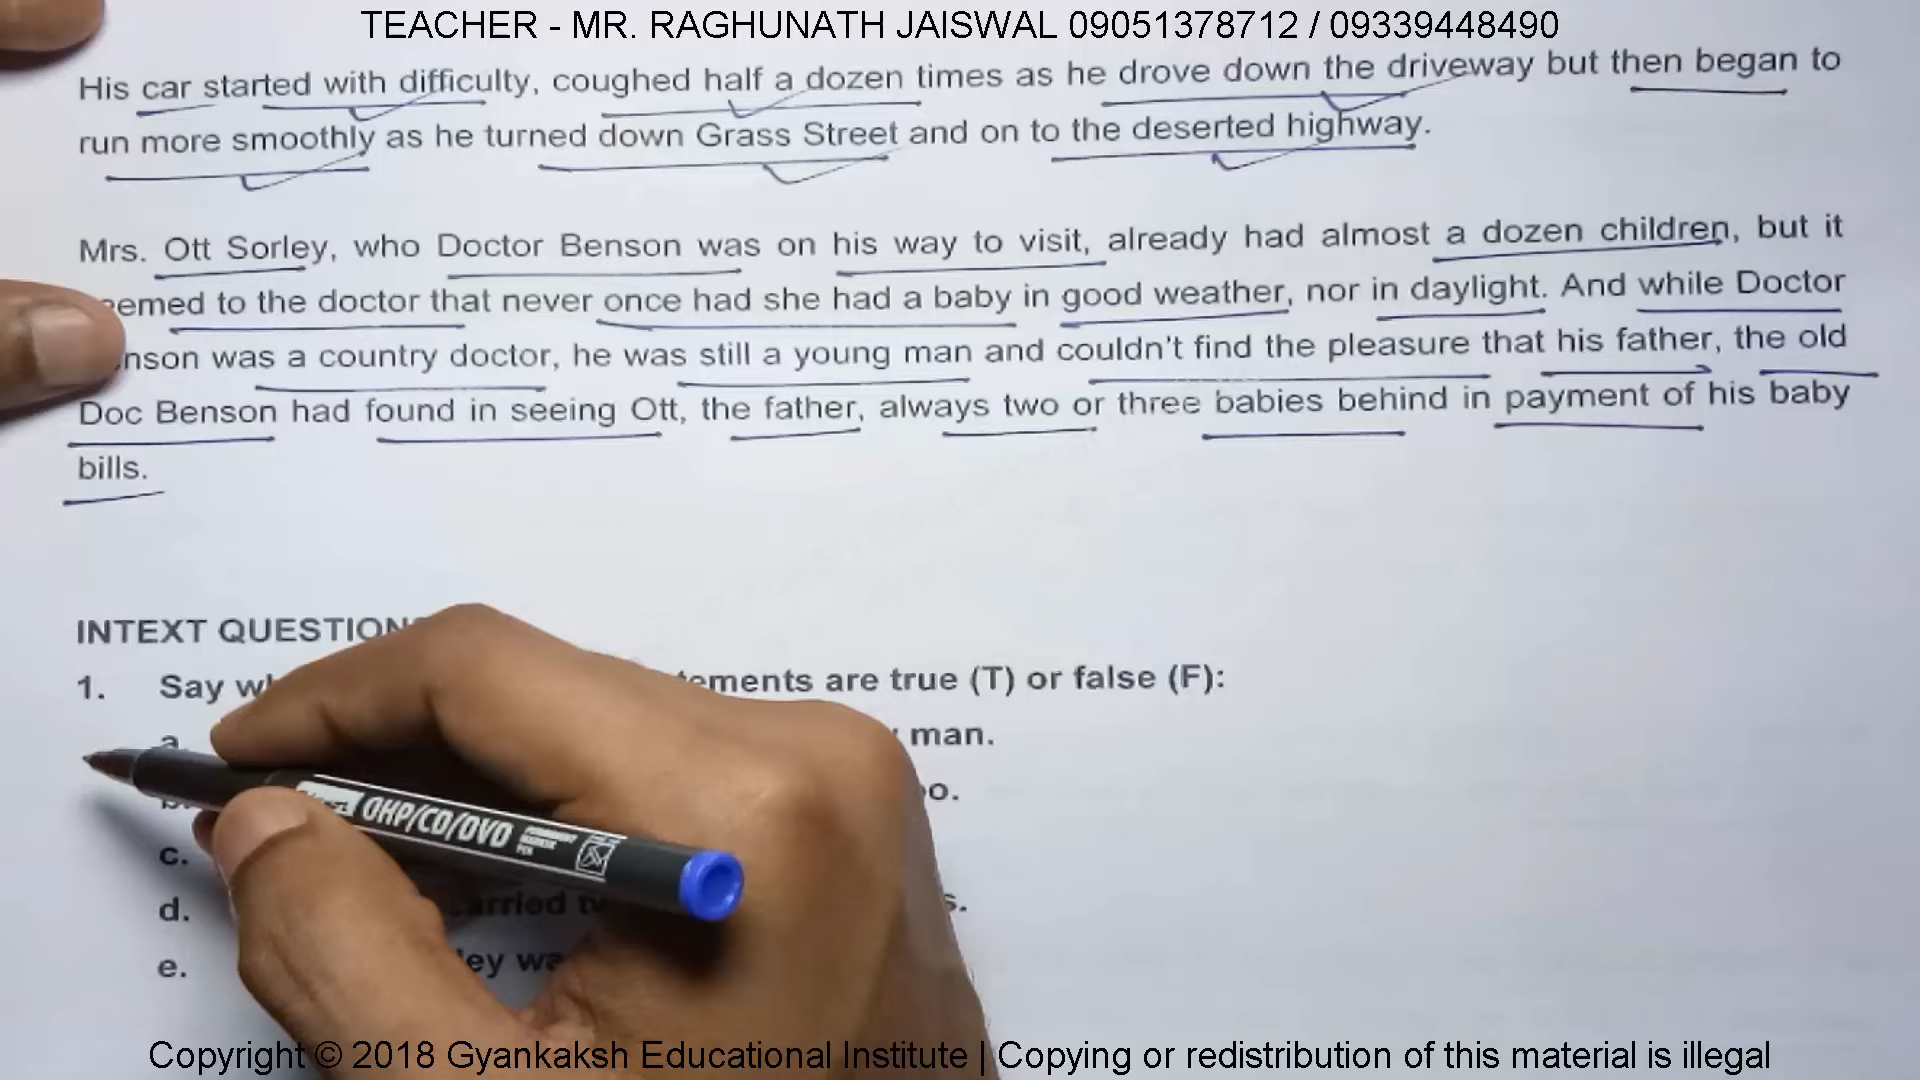 TEACHER - MR. RAGHUNATH JAISWAL 09051378712 / 09339448490
His car started with difficulty, coughed half a dozen times as he drove down the driveway but then began to
run more smoothly as he turned down Grass Street and on to the deserted highway.
Mrs. Ott Sorley, who Doctor Benson was on his way to visit, already had almost a dozen children, but it
emed to the doctor that never once had she had a baby in good weather, nor in daylight. And while Doctor
nson was a country doctor, he was still a young man and couldn't find the pleasure that his father, the old
Doc Benson had found in seeing Ott, the father, always two or three babies behind in payment of his baby
bills.
INTEXT QUESTION
1. Say wh ements are true (T) or false (F):
a. man.
b. o.
c.
d. arried tw s.
e. ey wa
OHP/CD/DVD
Copyright © 2018 Gyankaksh Educational Institute | Copying or redistribution of this material is illegal